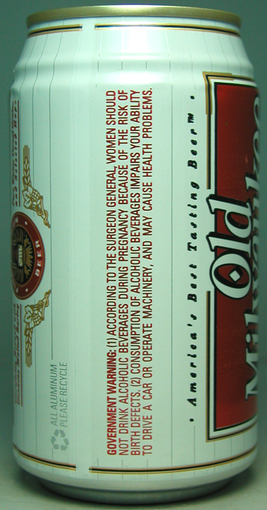 GOVERNMENT WARNING: (1) ACCORDING TO THE SURGEON GENERAL, WOMEN SHOULD
NOT DRINK ALCOHOLIC BEVERAGES DURING PREGNANCY BECAUSE OF THE RISK OF
BIRTH DEFECTS. (2) CONSUMPTION OF ALCOHOLIC BEVERAGES IMPAIRS YOUR ABILITY
TO DRIVE A CAR OR OPERATE MACHINERY, AND MAY CAUSE HEALTH PROBLEMS.
ALL ALUMINUM
PLEASE RECYCLE
BEER
· America's Best Tasting Beer™ ·
Old